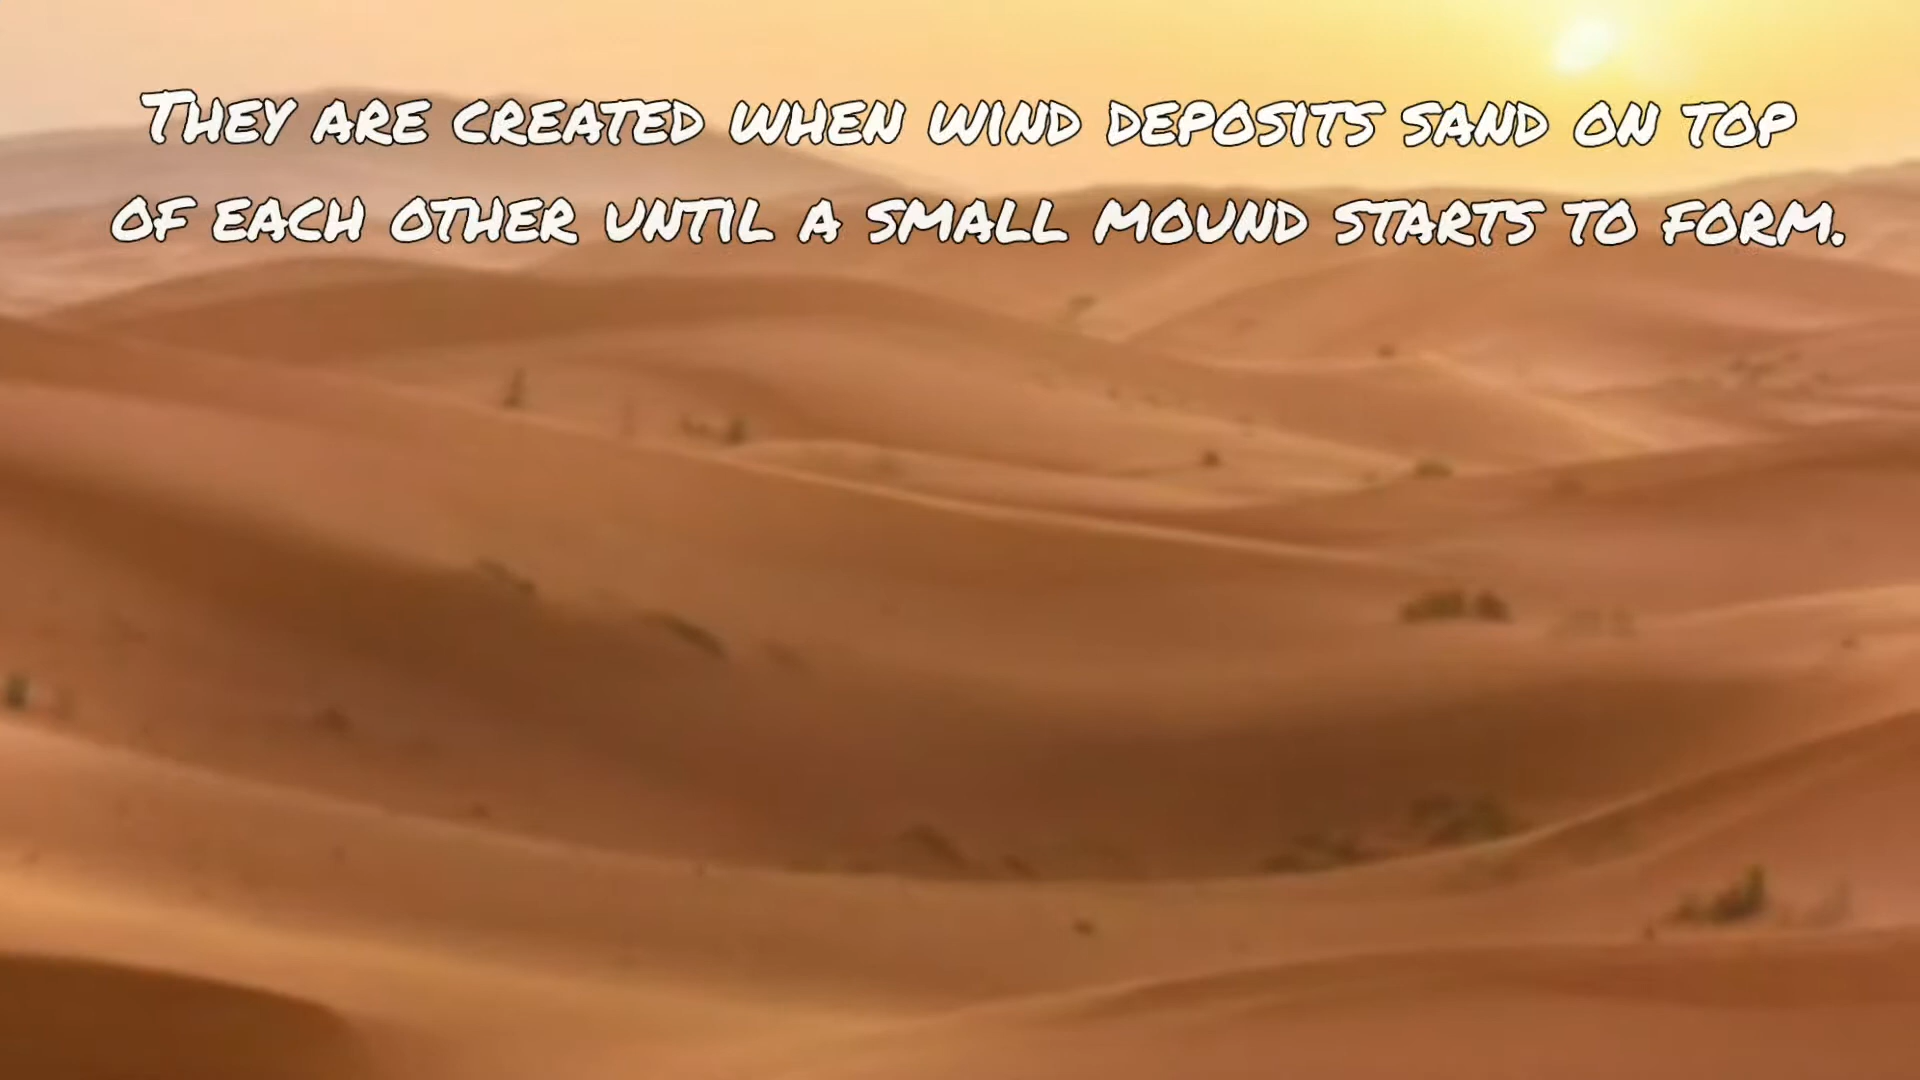 They are created when wind deposits sand on top
of each other until a small mound starts to form.